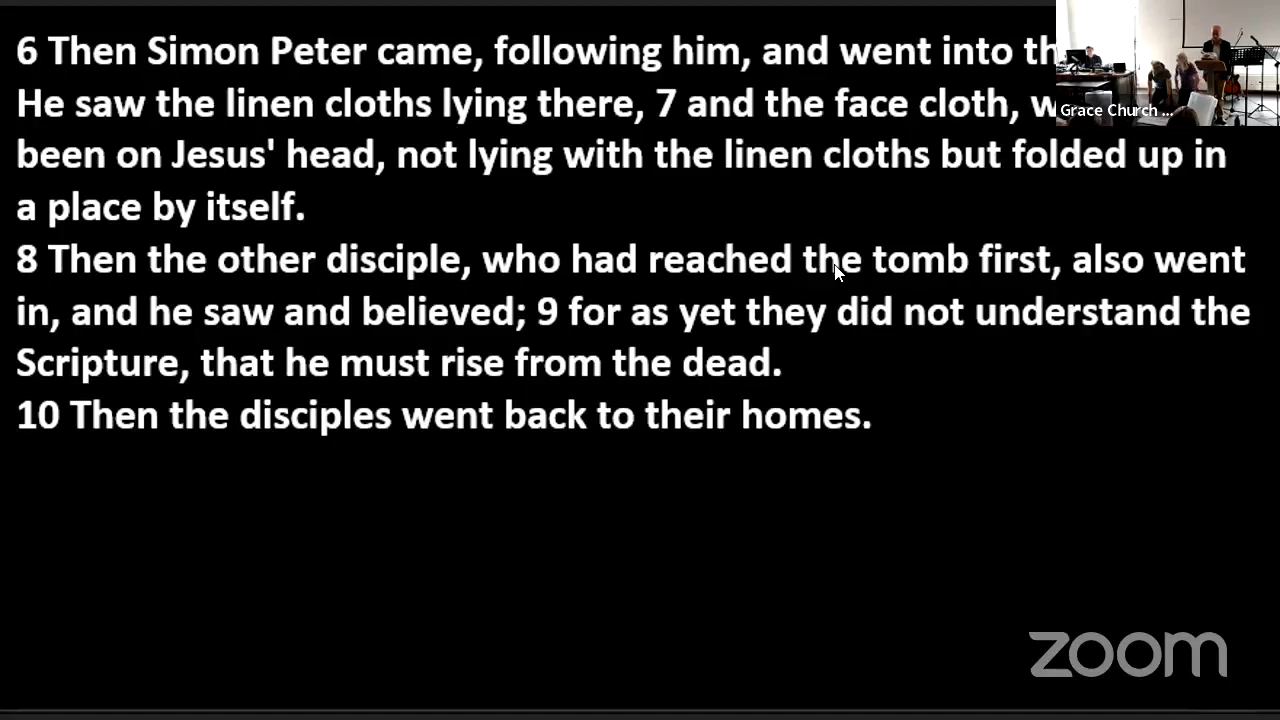 6 Then Simon Peter came, following him, and went into th
He saw the linen cloths lying there, 7 and the face cloth, w
Grace Church ...
been on Jesus' head, not lying with the linen cloths but folded up in
a place by itself.
8 Then the other disciple, who had reached the tomb first, also went
in, and he saw and believed; 9 for as yet they did not understand the
Scripture, that he must rise from the dead.
10 Then the disciples went back to their homes.
zoom